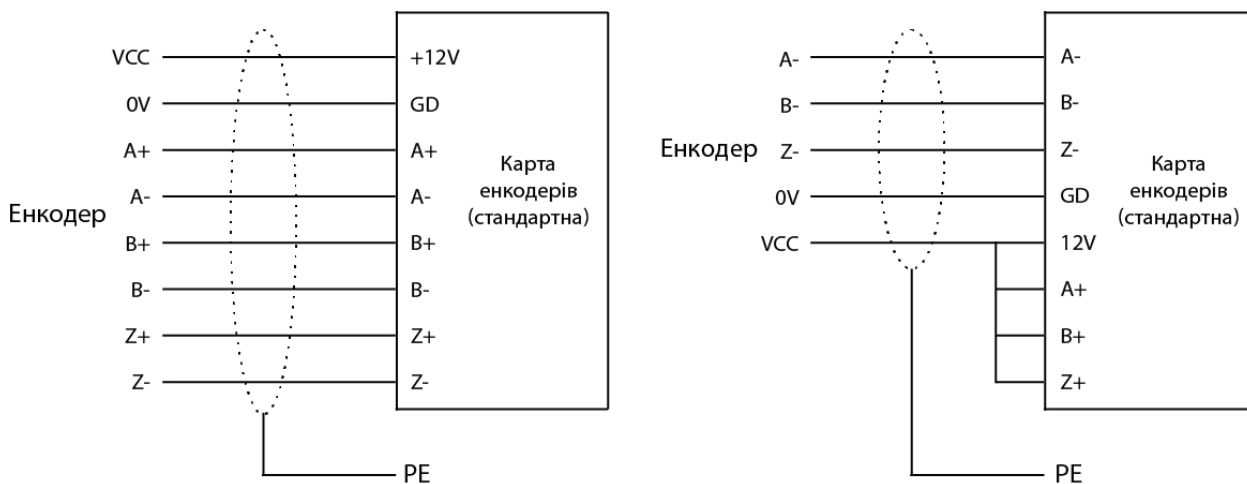 VCC
0V
A+
A-
Енкодер
B+
B-
Z+
Z-
+12V
GD
A+
A-
B+
B-
Z+
Z-
Карта
енкодерів
(стандартна)
PE
A-
B-
Енкодер
Z-
0V
VCC
A-
B-
Z-
GD
12V
A+
B+
Z+
Карта
енкодерів
(стандартна)
PE